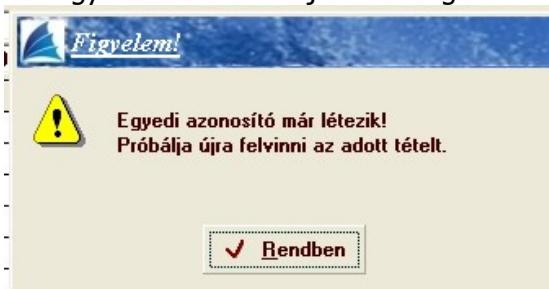 Figyelem!
Egyedi azonosító már létezik!
Próbálja újra felvinni az adott tételt.
Rendben